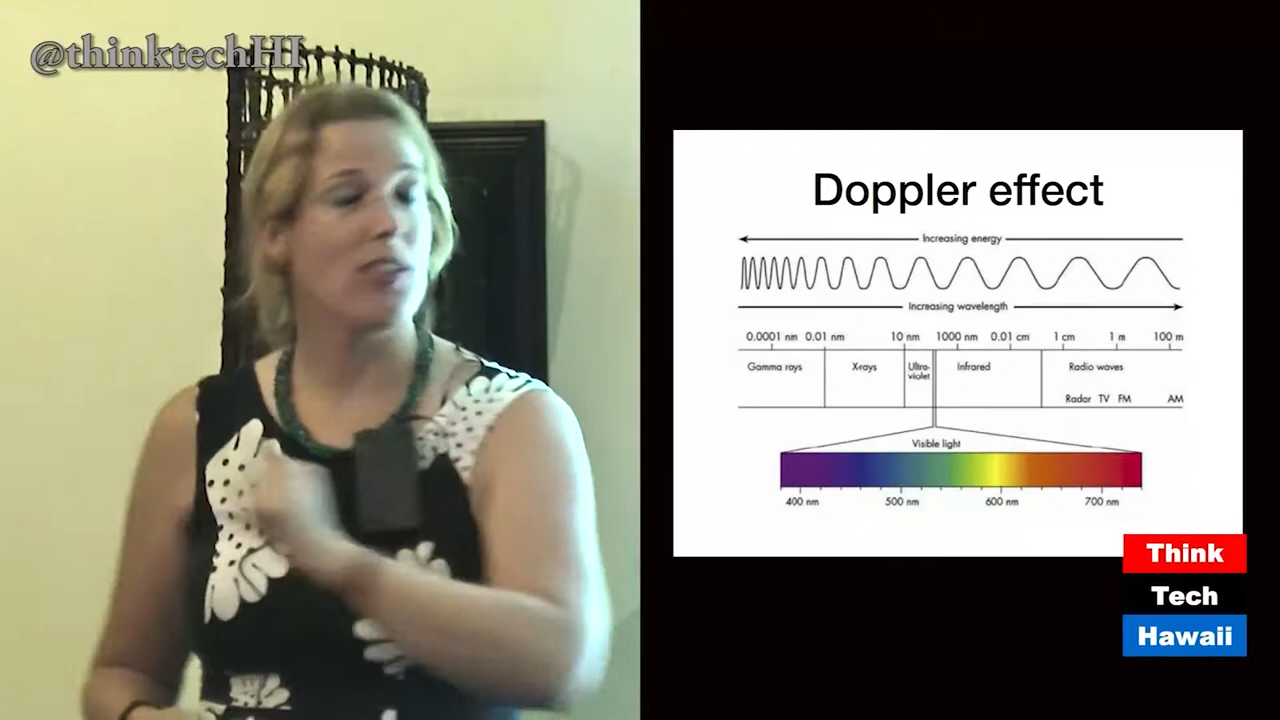 @thinktechHI
Doppler effect
Increasing energy
Increasing wavelength
0.0001 nm 0.01 nm 10 nm 1000 nm 0.01 cm 1 cm 1 m 100 m
Gamma rays X-rays Ultra-violet Infrared Radio waves
Radar TV FM AM
Visible light
400 nm 500 nm 600 nm 700 nm
Think
Tech
Hawaii